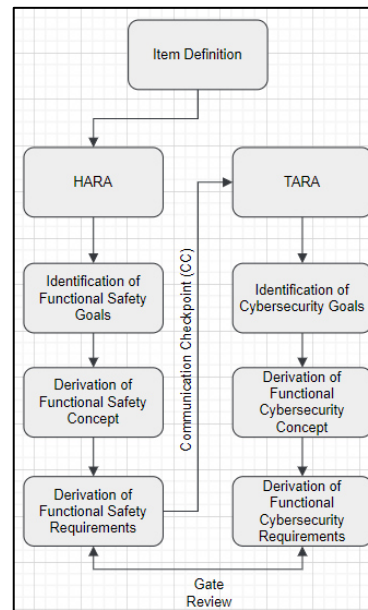 Item Definition
HARA
TARA
Communication Checkpoint (CC)
Identification of
Functional Safety
Goals
Identification of
Cybersecurity Goals
Derivation of
Functional Safety
Concept
Derivation of
Functional
Cybersecurity
Concept
Derivation of
Functional Safety
Requirements
Derivation of
Functional
Cybersecurity
Requirements
Gate
Review